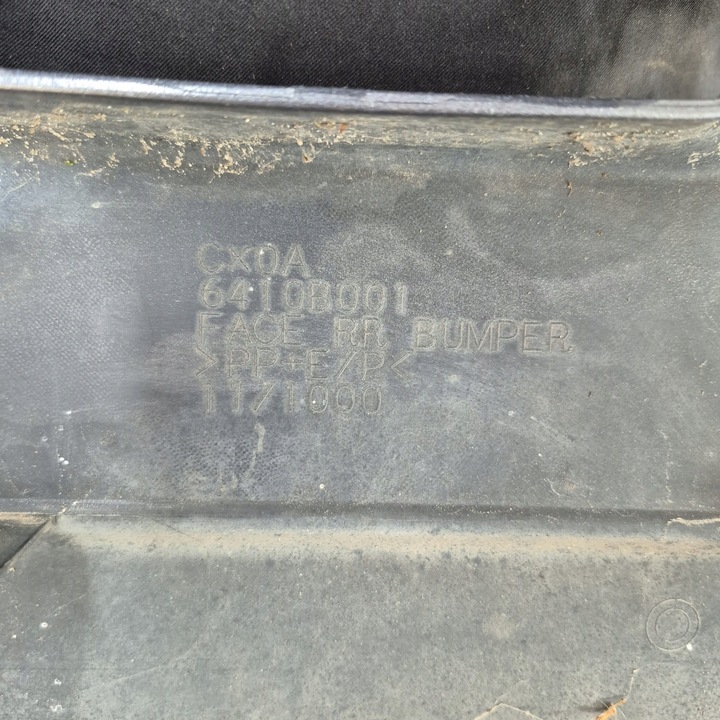 CX0A
6410B001
FACE RR BUMPER
>PP+E/P<
11/1000